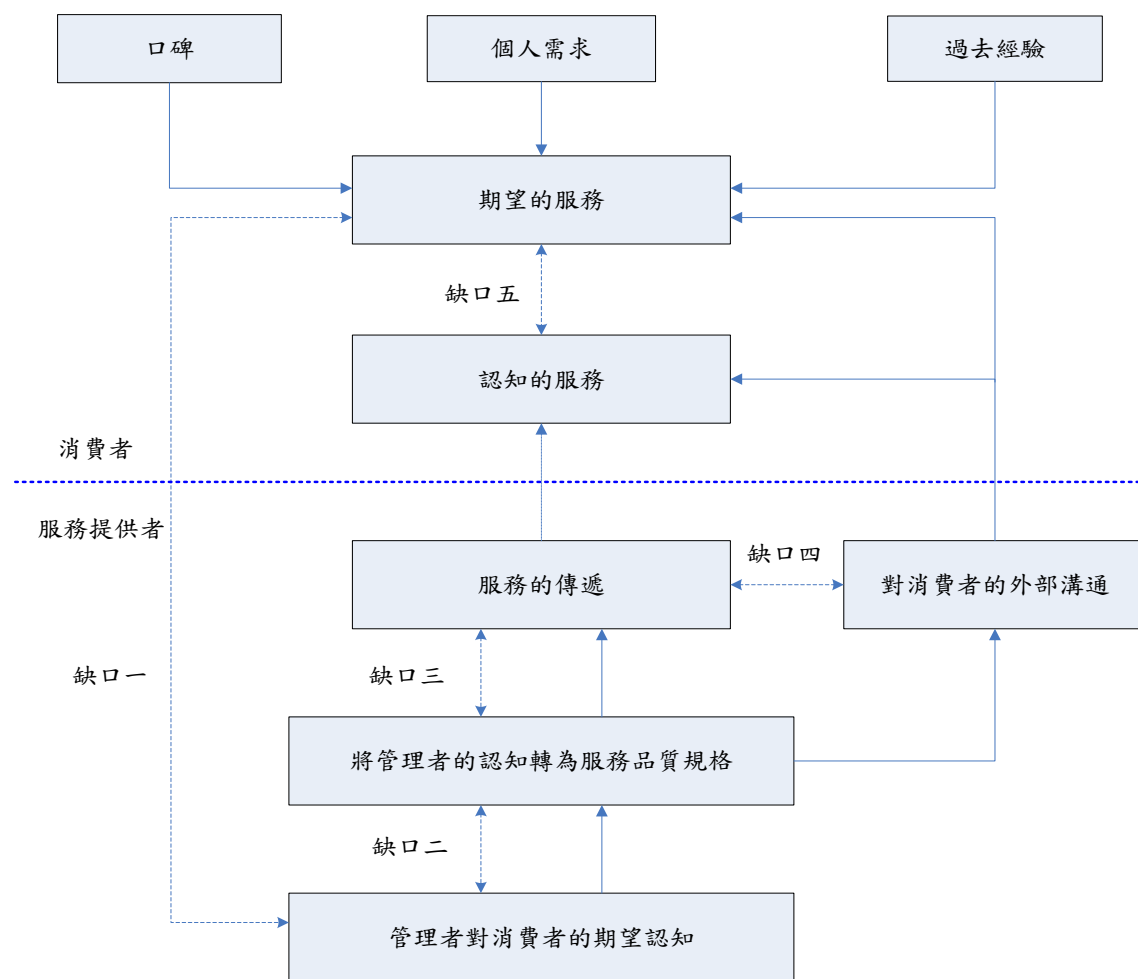 口碑
個人需求
過去經驗
期望的服務
缺口五
認知的服務
消費者
服務提供者
缺口四
服務的傳遞
對消費者的外部溝通
缺口一
缺口三
將管理者的認知轉為服務品質規格
缺口二
管理者對消費者的期望認知